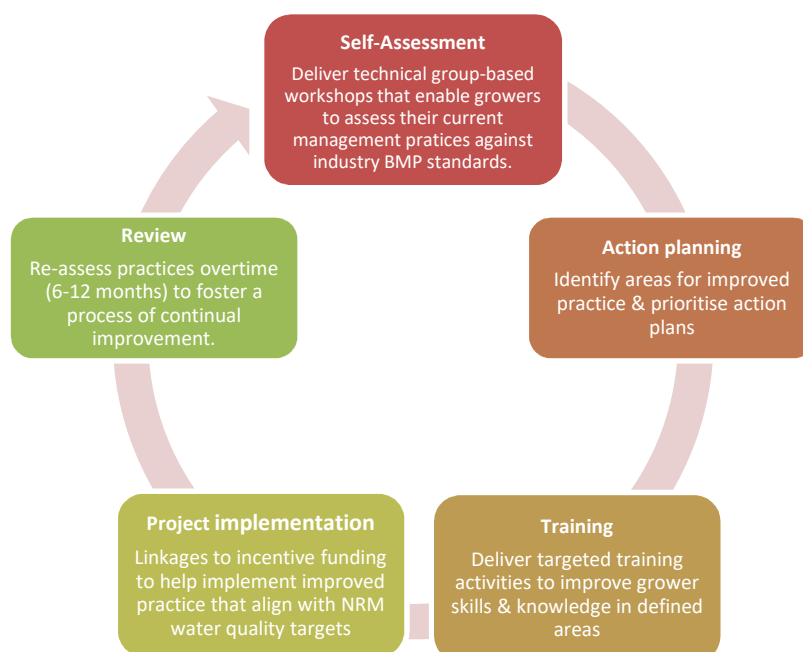 Self-Assessment
Deliver technical group-based
workshops that enable growers
to assess their current
management pratices against
industry BMP standards.
Action planning
Identify areas for improved
practice & prioritise action
plans
Training
Deliver targeted training
activities to improve grower
skills & knowledge in defined
areas
Project implementation
Linkages to incentive funding
to help implement improved
practice that align with NRM
water quality targets
Review
Re-assess practices overtime
(6-12 months) to foster a
process of continual
improvement.